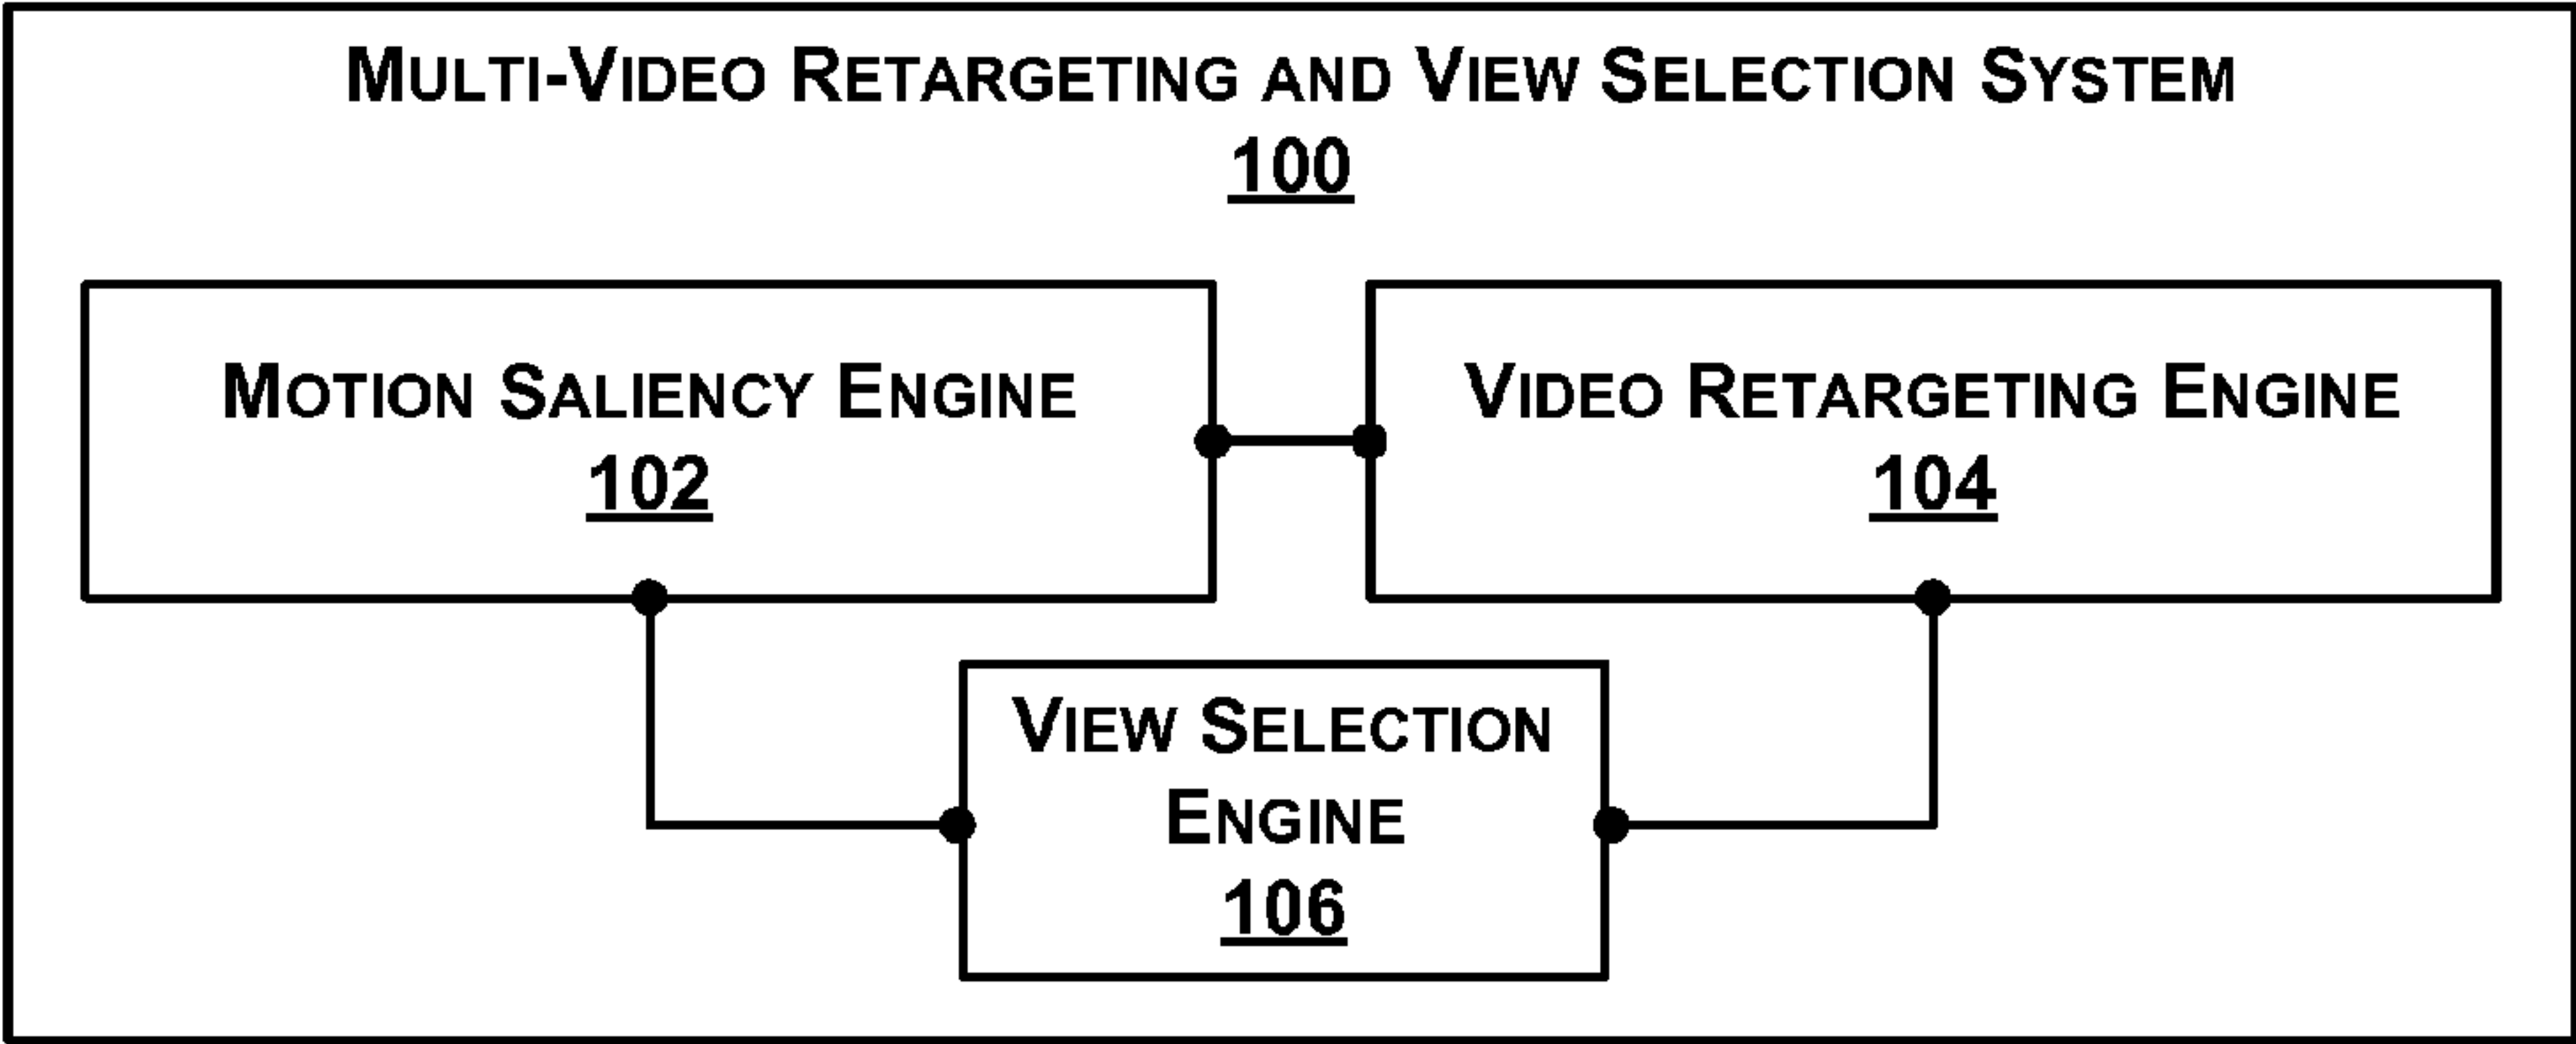 MULTI-VIDEO RETARGETING AND VIEW SELECTION SYSTEM
100
MOTION SALIENCY ENGINE
102
VIDEO RETARGETING ENGINE
104
VIEW SELECTION
ENGINE
106